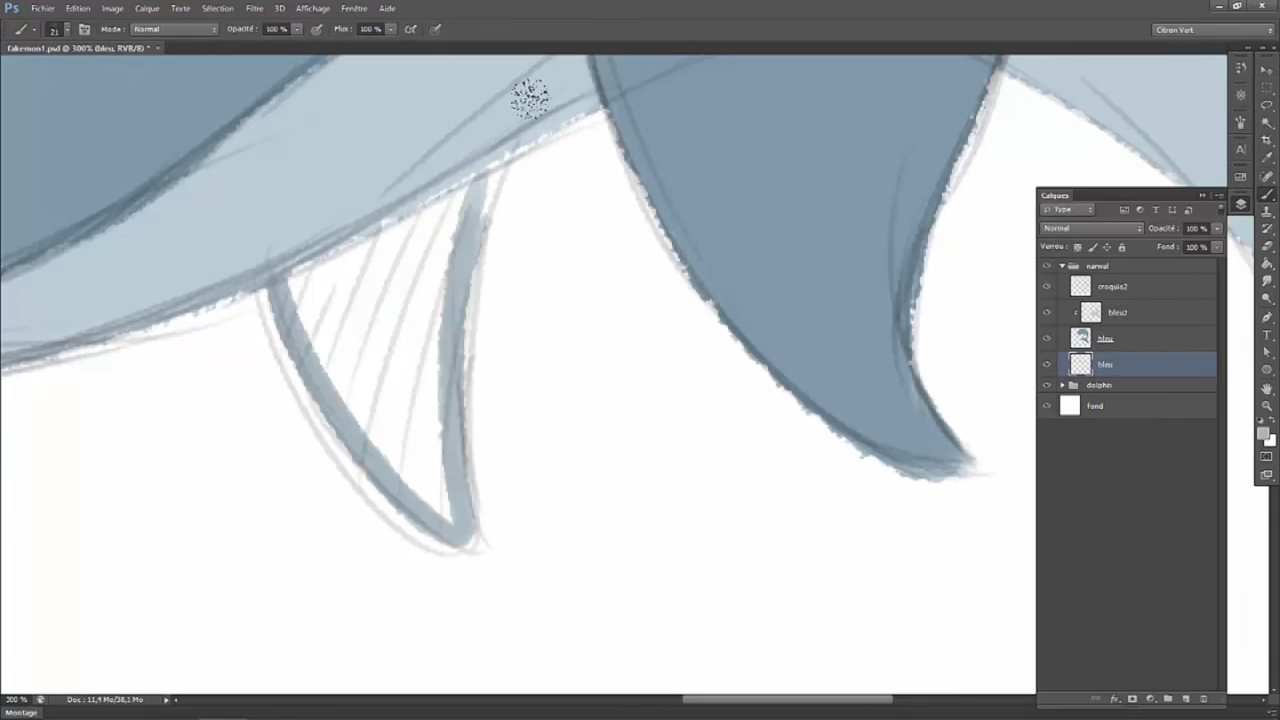 Ps Fichier Edition Image Calque Texte Sélection Filtre 3D Affichage Fenêtre Aide
21 Mode : Normal Opacité : 100 % Flux : 100 % Citron Vert
fakemon1.psd @ 300% (bleu, RVB/8) * ×
Calques
Type
Normal Opacité : 100 %
Verrou : Fond : 100 %
narwal
croquis2
bleu2
bleu
bleu
dolphn
fond
300 % Doc : 11,4 Mo/38,1 Mo
Montage